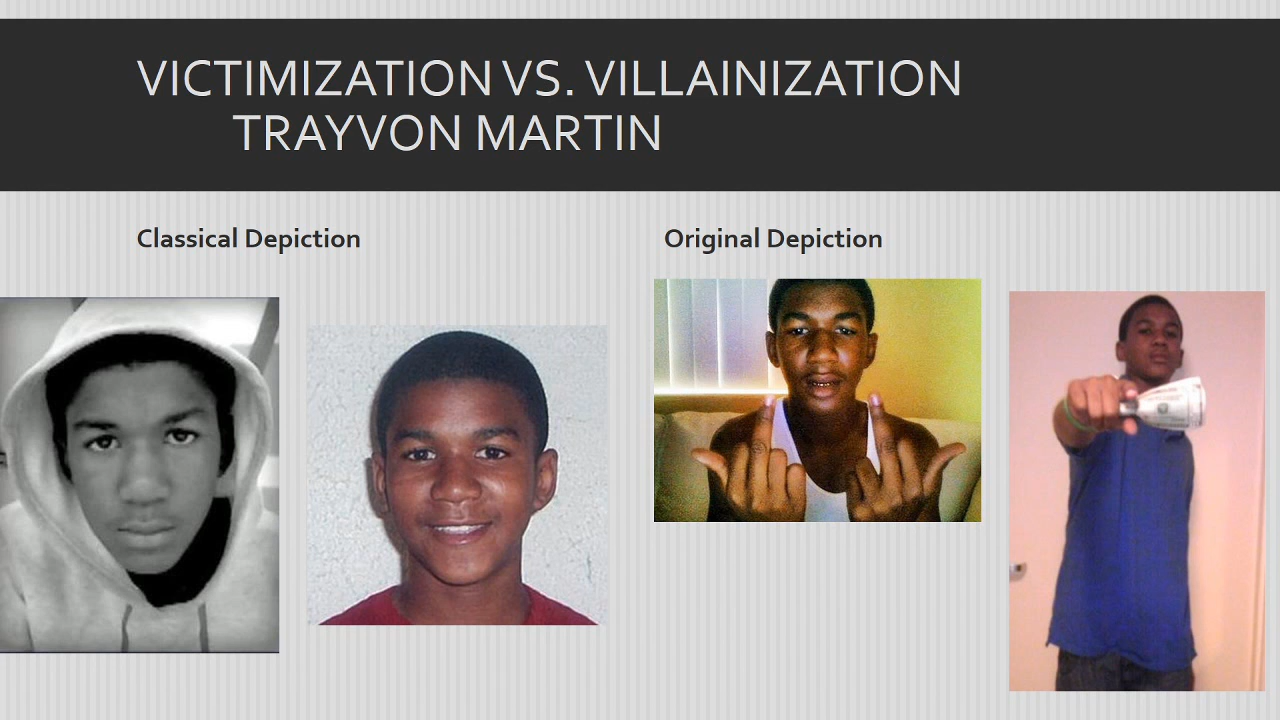 VICTIMIZATION VS. VILLAINIZATION
TRAYVON MARTIN
Classical Depiction
Original Depiction